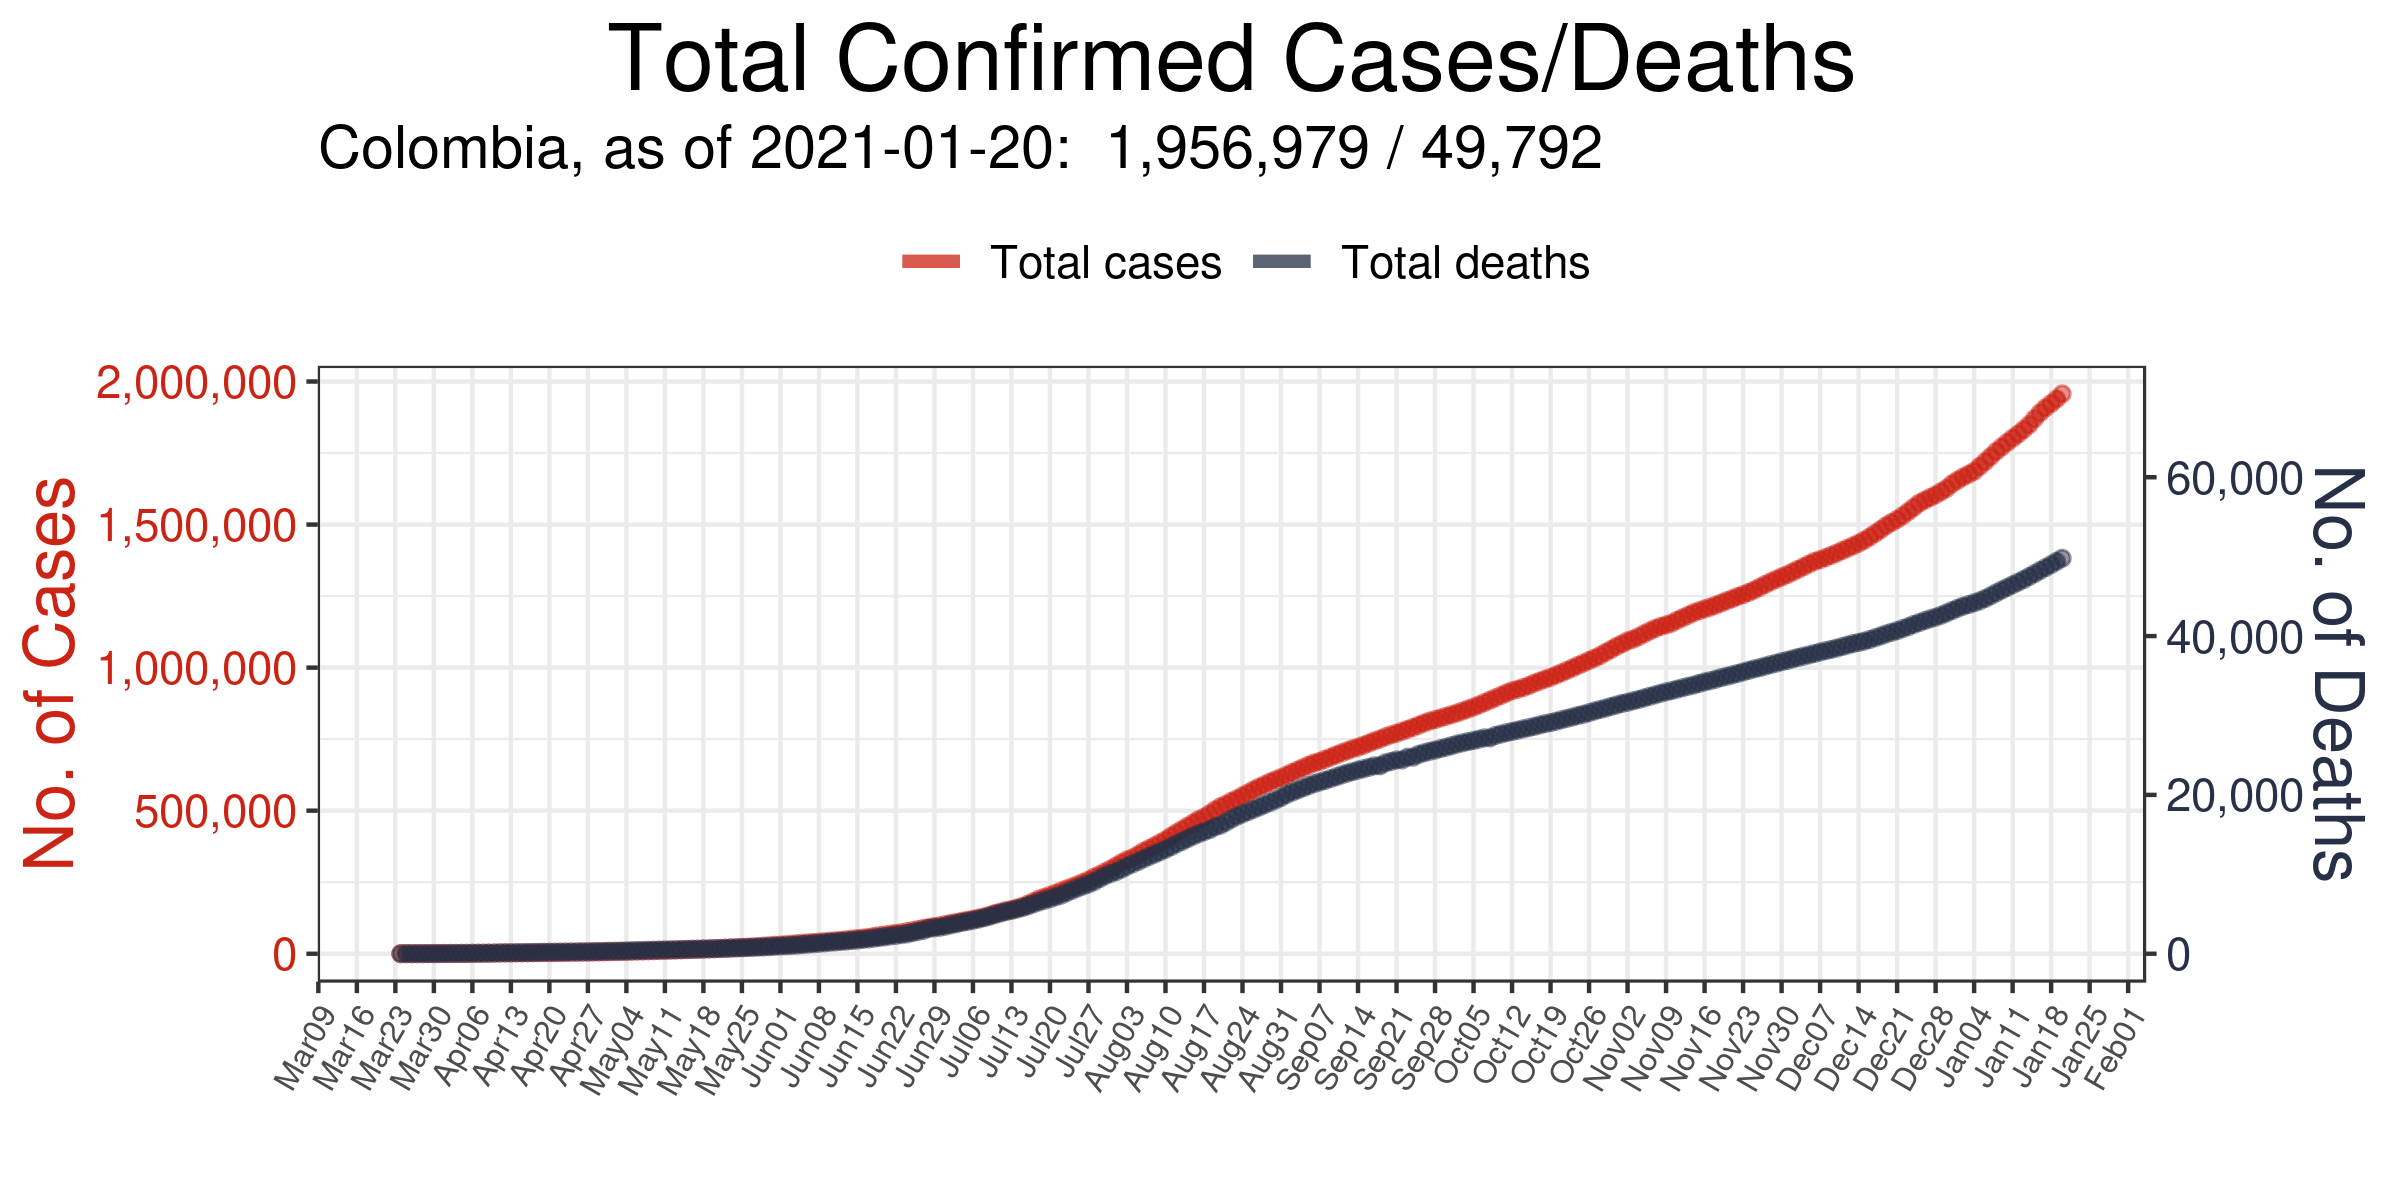 Total Confirmed Cases/Deaths
Colombia, as of 2021-01-20:  1,956,979 / 49,792
Total cases
Total deaths
No. of Cases
2,000,000
1,500,000
1,000,000
500,000
0
60,000
40,000
20,000
0
No. of Deaths
Mar09
Mar16
Mar23
Mar30
Apr06
Apr13
Apr20
Apr27
May04
May11
May18
May25
Jun01
Jun08
Jun15
Jun22
Jun29
Jul06
Jul13
Jul20
Jul27
Aug03
Aug10
Aug17
Aug24
Aug31
Sep07
Sep14
Sep21
Sep28
Oct05
Oct12
Oct19
Oct26
Nov02
Nov09
Nov16
Nov23
Nov30
Dec07
Dec14
Dec21
Dec28
Jan04
Jan11
Jan18
Jan25
Feb01